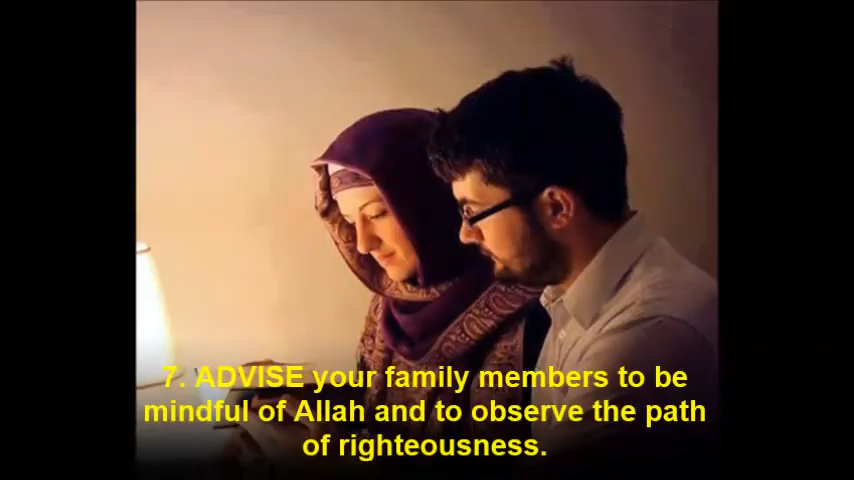 7. ADVISE your family members to be
mindful of Allah and to observe the path
of righteousness.